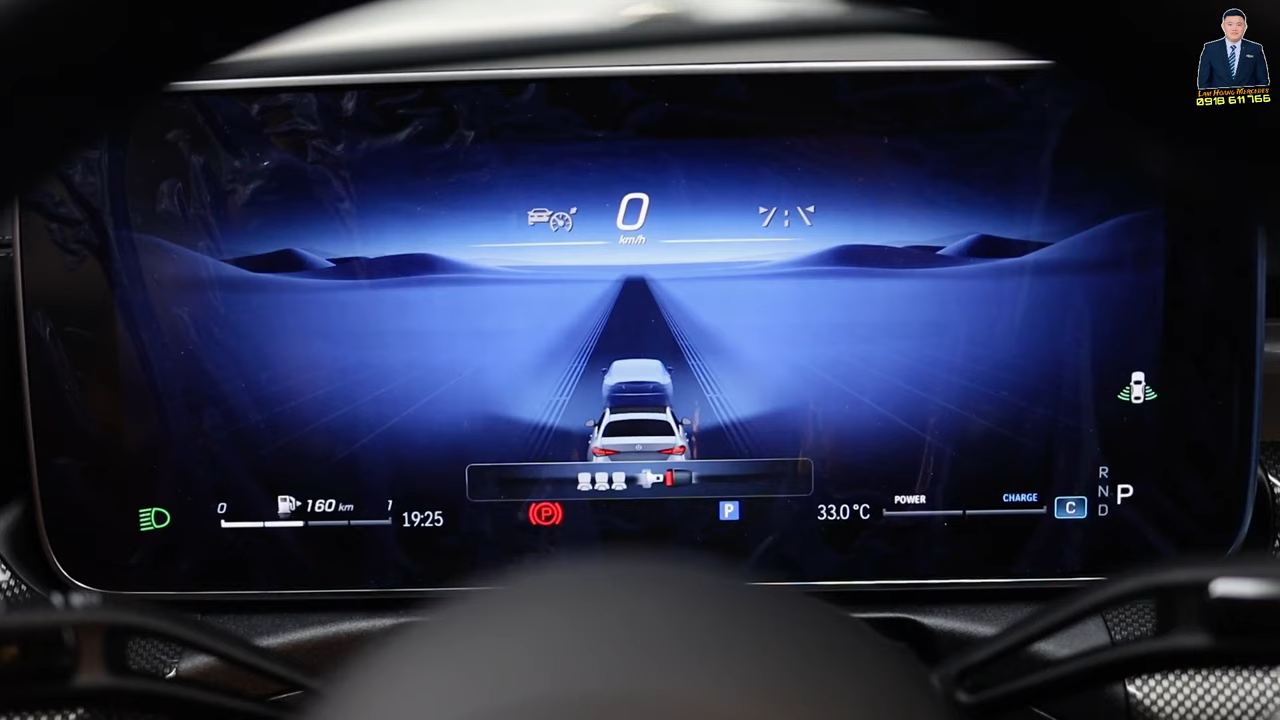 LAM HOANG MERCEDES
0918 611 766
0
km/h
0
160 km
1
19:25
P
P
33.0 °C
POWER
CHARGE
C
R
N
D
P